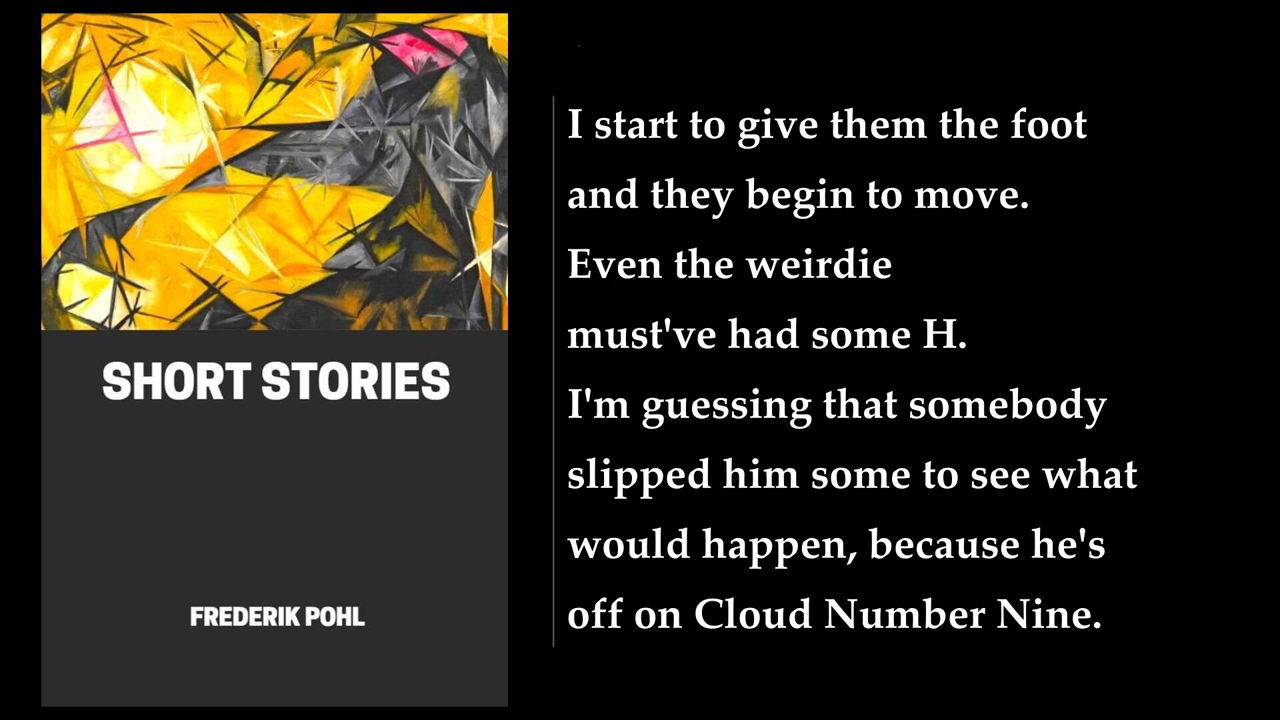 SHORT STORIES
FREDERIK POHL
I start to give them the foot
and they begin to move.
Even the weirdie
must've had some H.
I'm guessing that somebody
slipped him some to see what
would happen, because he's
off on Cloud Number Nine.